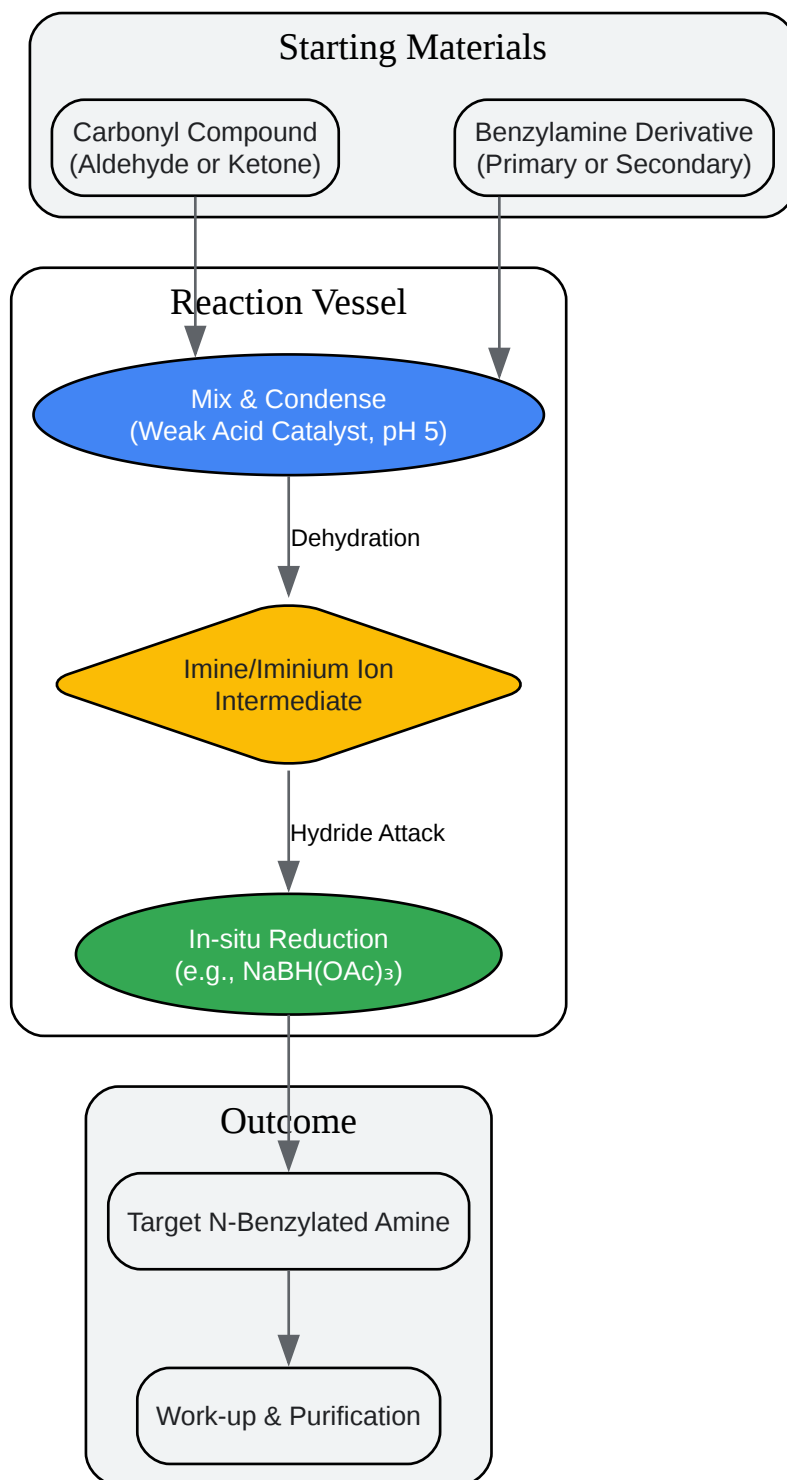 Starting Materials
Carbonyl Compound
(Aldehyde or Ketone)
Benzylamine Derivative
(Primary or Secondary)
Reaction Vessel
Mix & Condense
(Weak Acid Catalyst, pH 5)
Dehydration
Imine/Iminium Ion
Intermediate
Hydride Attack
In-situ Reduction
(e.g., NaBH(OAc)₃)
Outcome
Target N-Benzylated Amine
Work-up & Purification